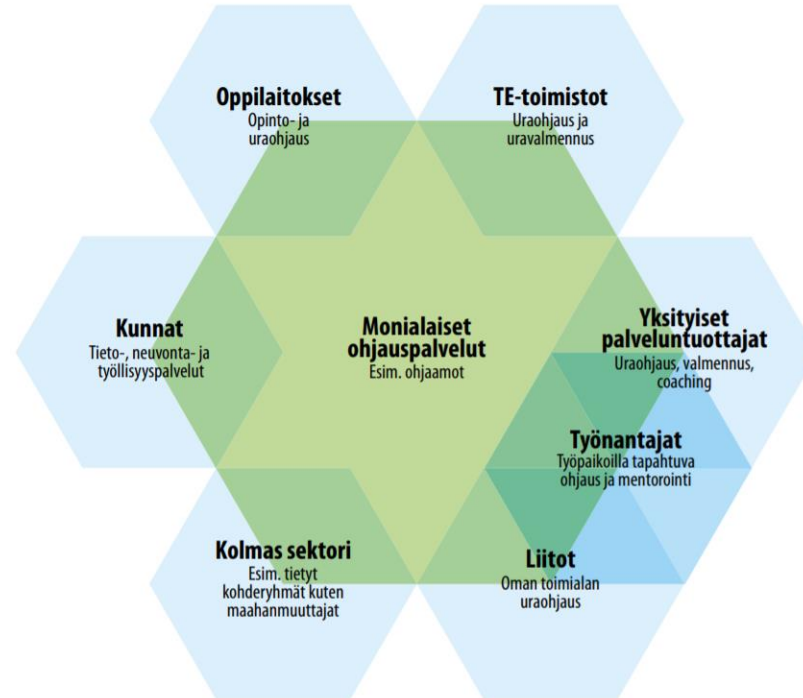 Oppilaitokset
Opinto- ja
uraohjaus
TE-toimistot
Uraohjaus ja
uravalmennus
Kunnat
Tieto-, neuvonta- ja
työllisyyspalvelut
Monialaiset
ohjauspalvelut
Esim. ohjaamot
Yksityiset
palveluntuottajat
Uraohjaus, valmennus,
coaching
Työnantajat
Työpaikoilla tapahtuva
ohjaus ja mentorointi
Kolmas sektori
Esim. tietyt
kohderyhmät kuten
maahanmuuttajat
Liitot
Oman toimialan
uraohjaus